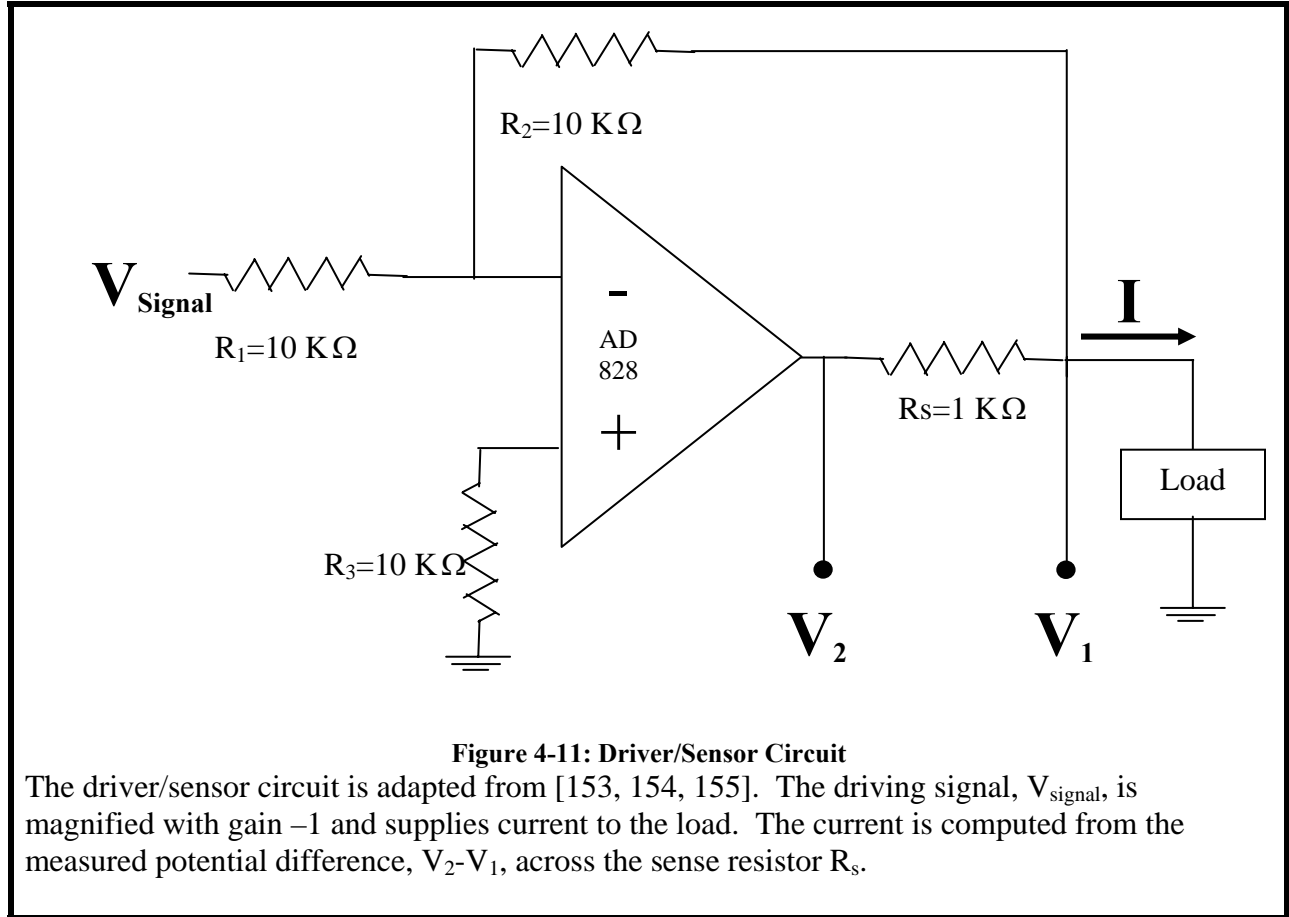 R₂=10 KΩ
V Signal
R₁=10 KΩ
-
AD
828
+
I
Rs=1 KΩ
Load
R₃=10 KΩ
V₂
V₁
Figure 4-11: Driver/Sensor Circuit
The driver/sensor circuit is adapted from [153, 154, 155].  The driving signal, Vsignal, is
magnified with gain –1 and supplies current to the load.  The current is computed from the
measured potential difference, V₂-V₁, across the sense resistor Rₛ.